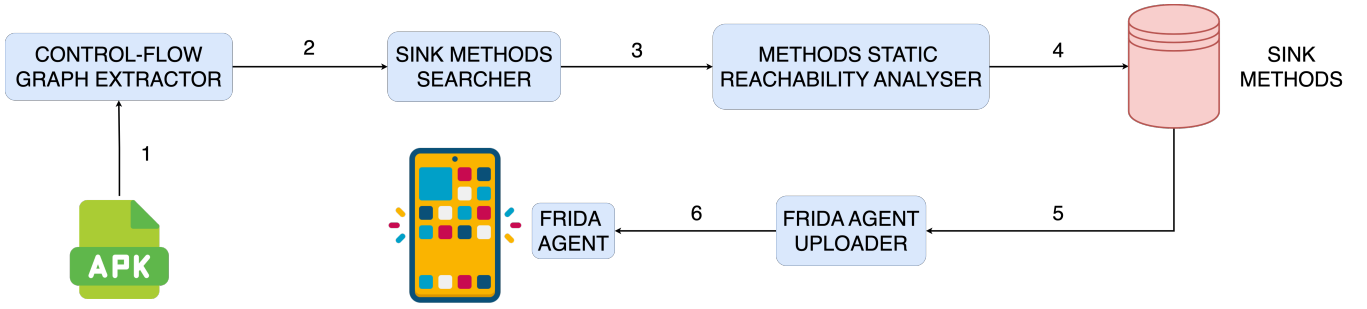 CONTROL-FLOW
GRAPH EXTRACTOR
2
SINK METHODS
SEARCHER
3
METHODS STATIC
REACHABILITY ANALYSER
4
SINK
METHODS
1
APK
FRIDA
AGENT
6
FRIDA AGENT
UPLOADER
5